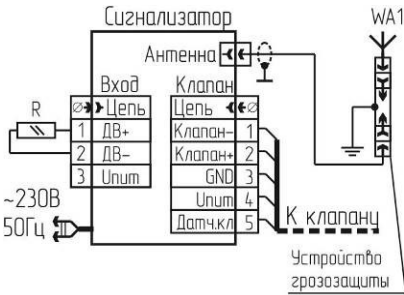 Сигнализатор
WA1
Антенна
Вход
Клапан
R
Цепь
Цепь
1 ДВ+
Клапан- 1
2 ДВ-
Клапан+ 2
3 Uпит
GND 3
~230В
Uпит 4
50Гц
Датч.кл 5
К клапану
Устройство
грозозащиты